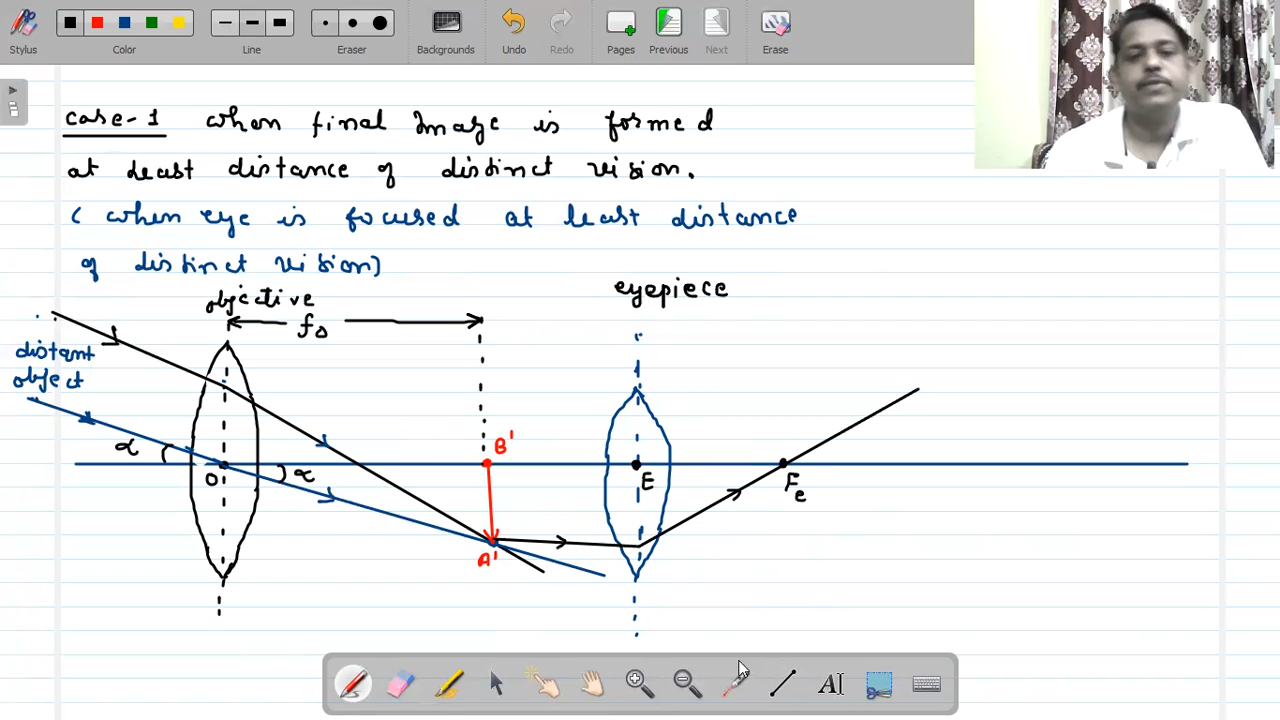 Stylus Color Line Eraser Backgrounds Undo Redo Pages Previous Next Erase
case-1 when final Image is formed
at least distance of distinct vision.
( when eye is focused at least distance
of distinct vision)
objective
eyepiece
fo
distant
object
α
α
O
B'
E
Fe
A'
AI